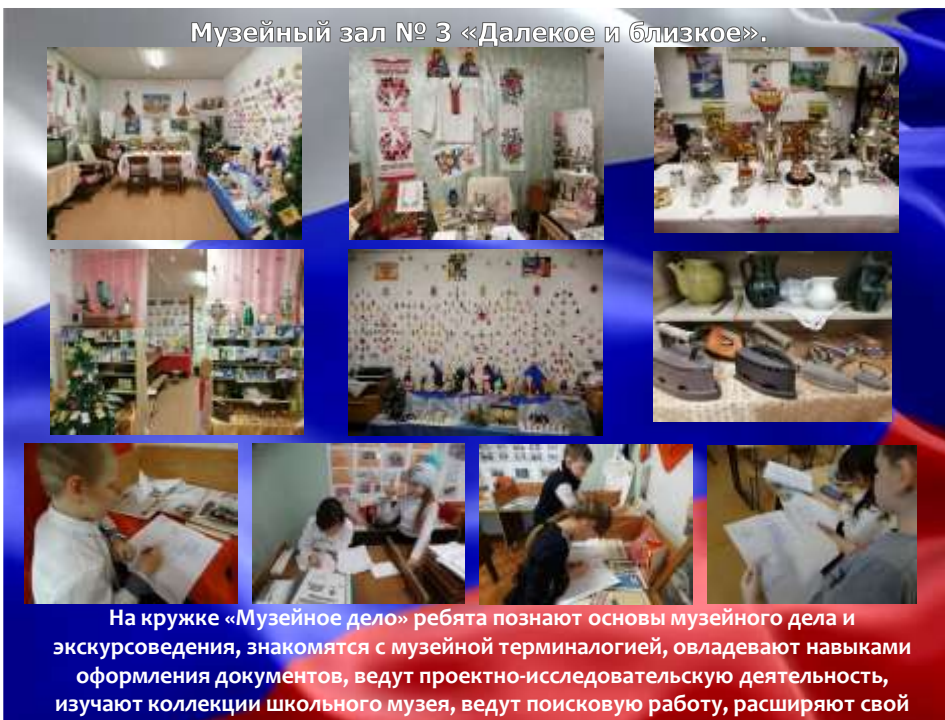 Музейный зал № 3 «Далекое и близкое».
На кружке «Музейное дело» ребята познают основы музейного дела и
экскурсоведения, знакомятся с музейной терминалогией, овладевают навыками
оформления документов, ведут проектно-исследовательскую деятельность,
изучают коллекции школьного музея, ведут поисковую работу, расширяют свой